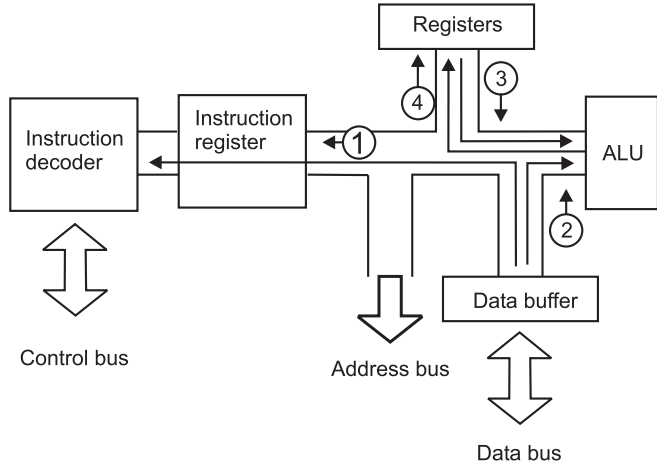 Registers
3
4
Instruction
register
1
Instruction
decoder
ALU
2
Data buffer
Control bus
Address bus
Data bus